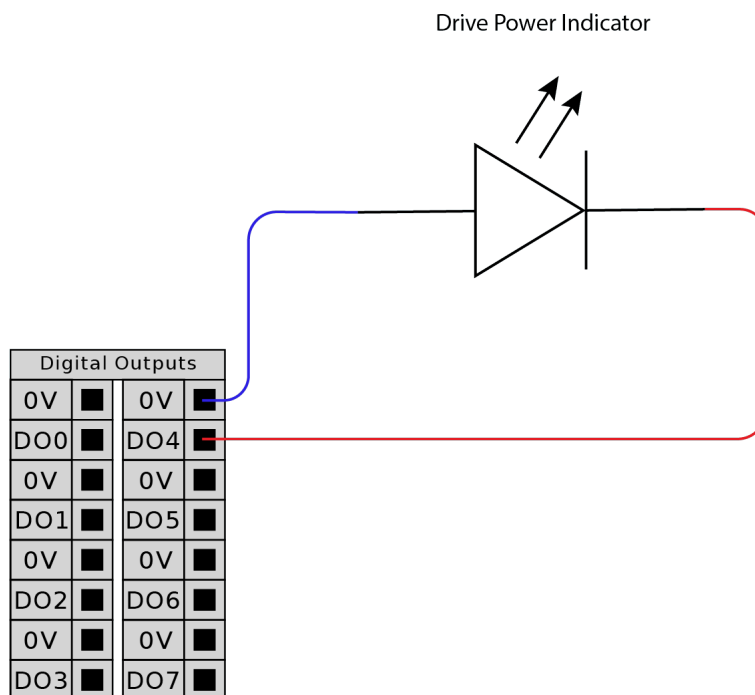 Drive Power Indicator
Digital Outputs
0V 0V
DO0 DO4
0V 0V
DO1 DO5
0V 0V
DO2 DO6
0V 0V
DO3 DO7